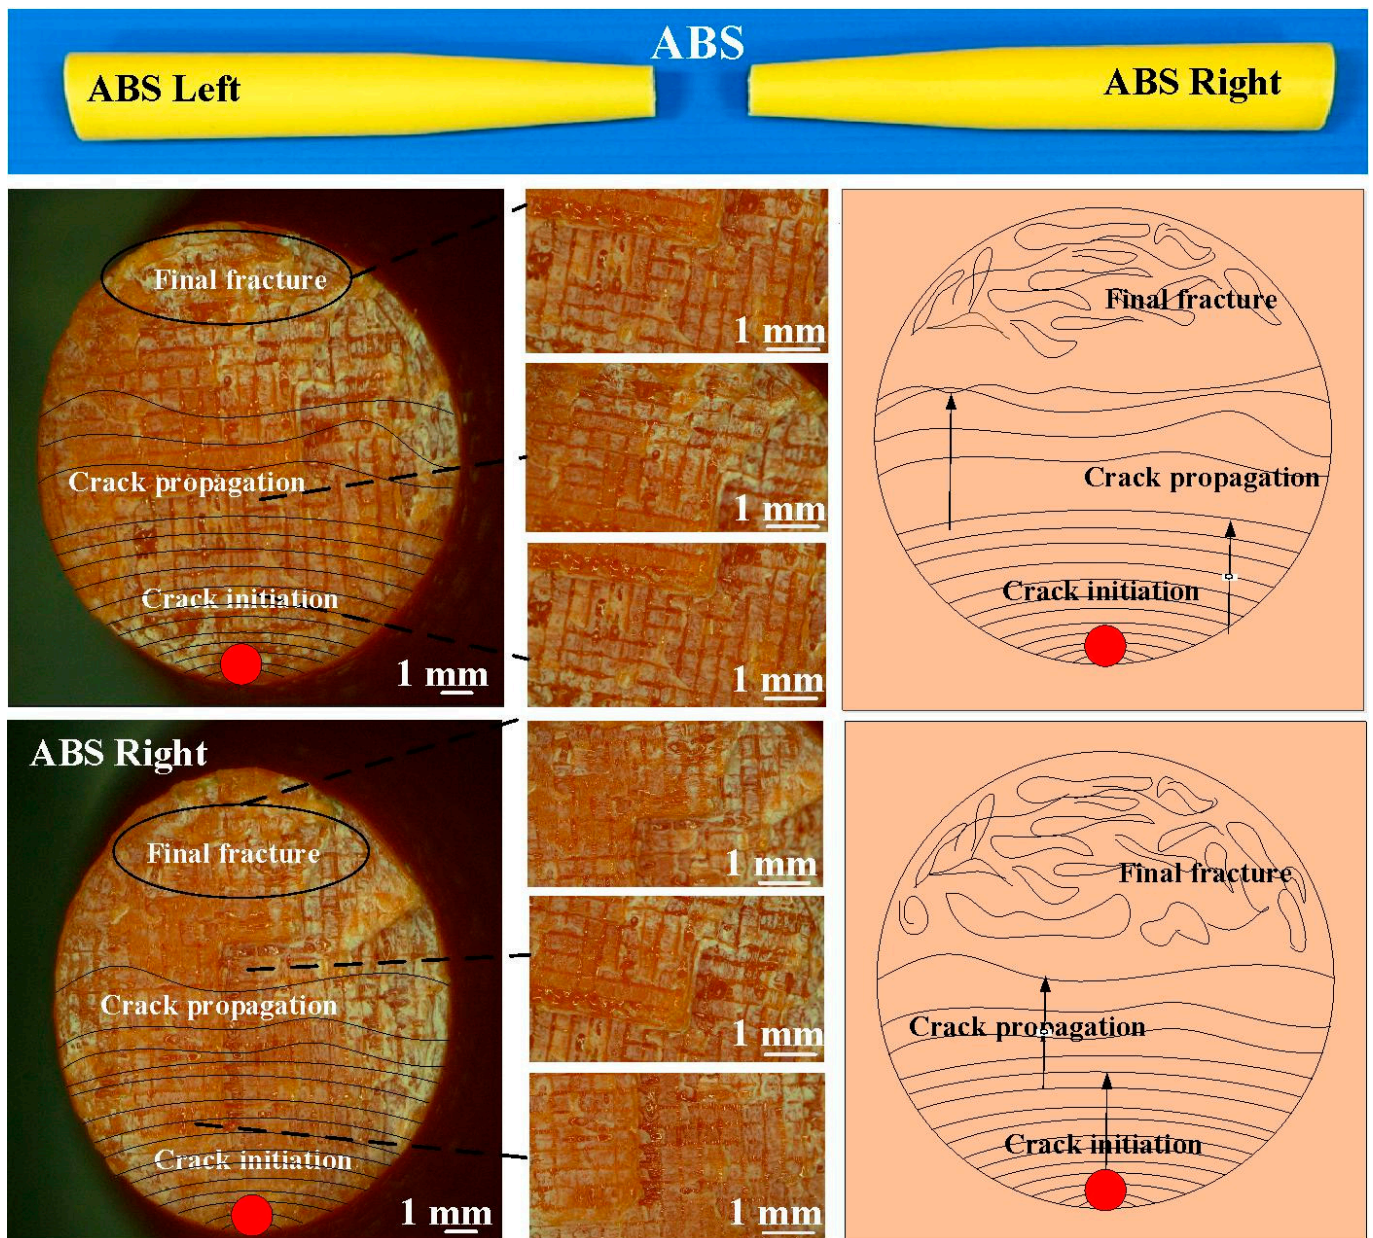 ABS
ABS Left
ABS Right
Final fracture
Crack propagation
Crack initiation
1 mm
1 mm
1 mm
1 mm
Final fracture
Crack propagation
Crack initiation
ABS Right
Final fracture
Crack propagation
Crack initiation
1 mm
1 mm
1 mm
1 mm
Final fracture
Crack propagation
Crack initiation